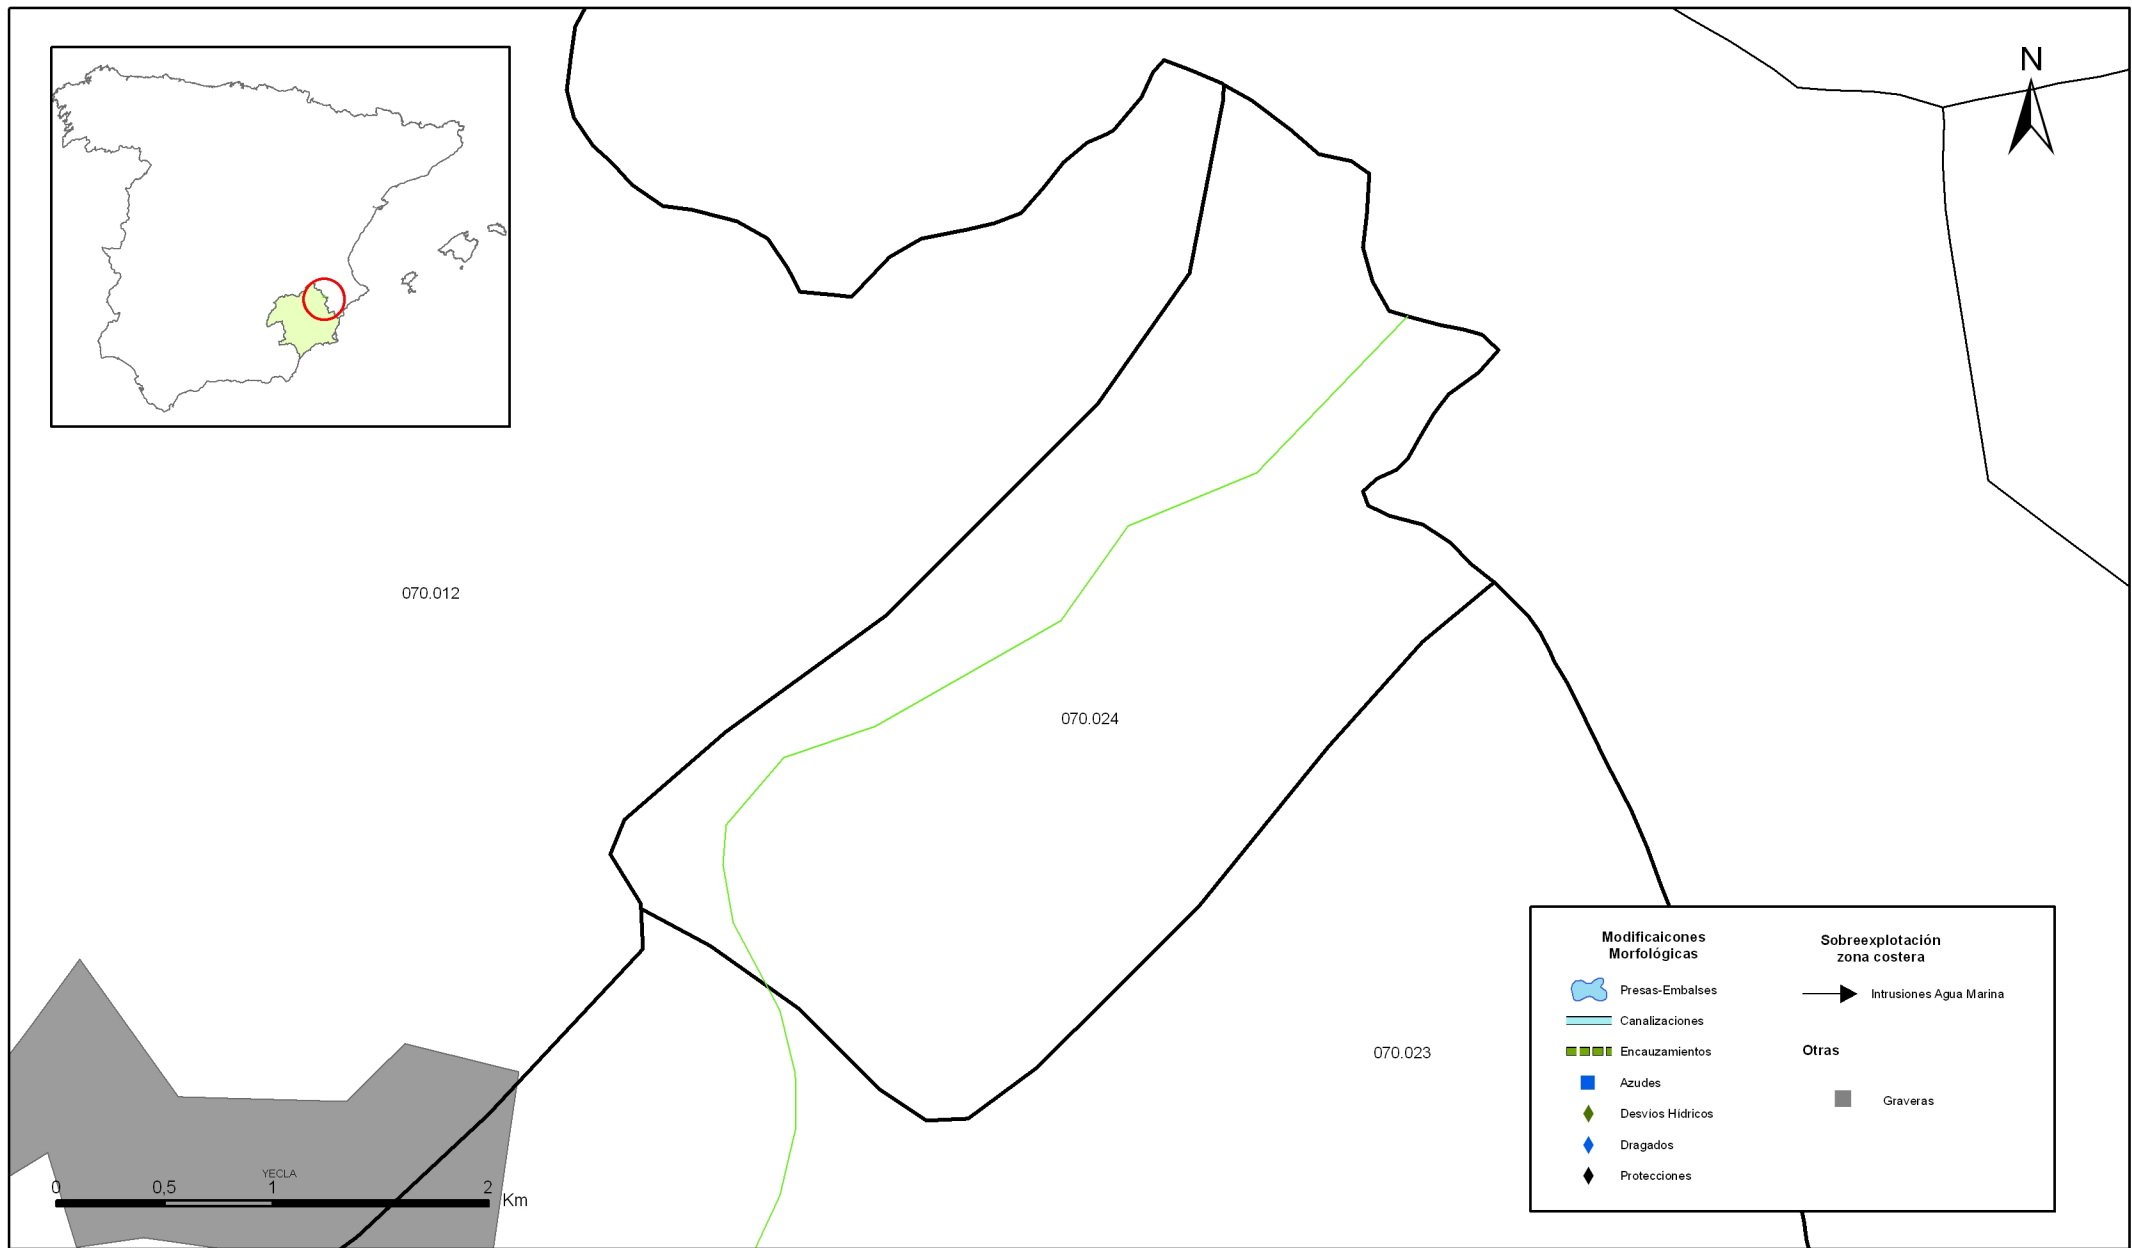 N
070.012
070.024
070.023
YECLA
0 0,5 1 2 Km
Modificaicones
Morfológicas
Presas-Embalses
Canalizaciones
Encauzamientos
Azudes
Desvíos Hídricos
Dragados
Protecciones
Sobreexplotación
zona costera
Intrusiones Agua Marina
Otras
Graveras